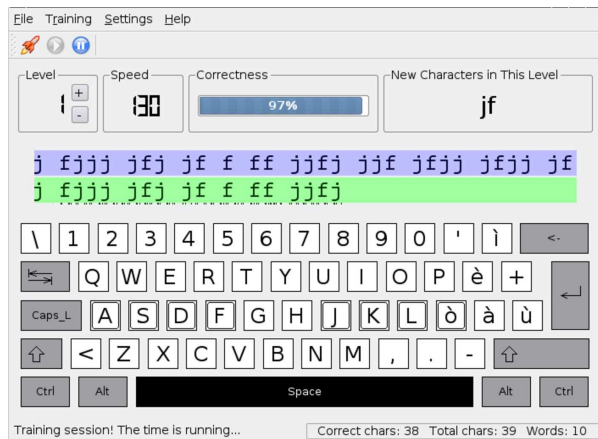 File Training Settings Help
Level Speed Correctness New Characters in This Level
1 + - 130 97% jf
j fjjj jfj jf f ff jjfj jjf jfjj jfjj jf
j fjjj jfj jf f ff jjfj
\ 1 2 3 4 5 6 7 8 9 0 ' ì <-
Q W E R T Y U I O P è +
Caps_L A S D F G H J K L ò à ù
< Z X C V B N M , . -
Ctrl Alt Space Alt Ctrl
Training session! The time is running... Correct chars: 38 Total chars: 39 Words: 10